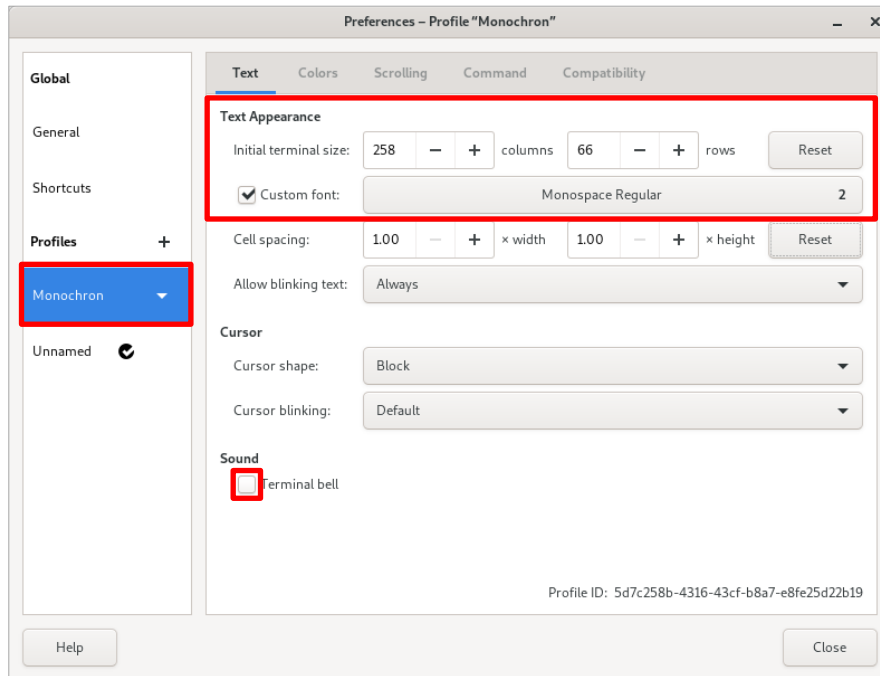 Preferences – Profile “Monochron”
Global
General
Shortcuts
Profiles +
Monochron
Unnamed
Text Colors Scrolling Command Compatibility
Text Appearance
Initial terminal size: 258 − + columns 66 − + rows Reset
Custom font: Monospace Regular 2
Cell spacing: 1.00 − + × width 1.00 − + × height Reset
Allow blinking text: Always
Cursor
Cursor shape: Block
Cursor blinking: Default
Sound
Terminal bell
Profile ID: 5d7c258b-4316-43cf-b8a7-e8fe25d22b19
Help Close